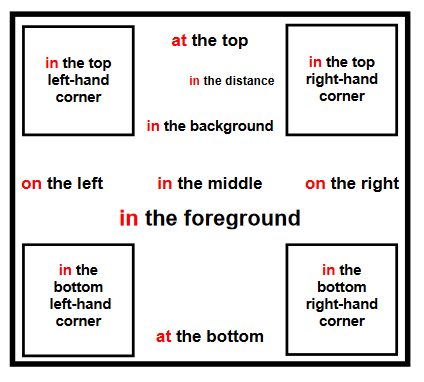 in the top
left-hand
corner
at the top
in the distance
in the background
in the top
right-hand
corner
on the left
in the middle
on the right
in the foreground
in the
bottom
left-hand
corner
at the bottom
in the
bottom
right-hand
corner